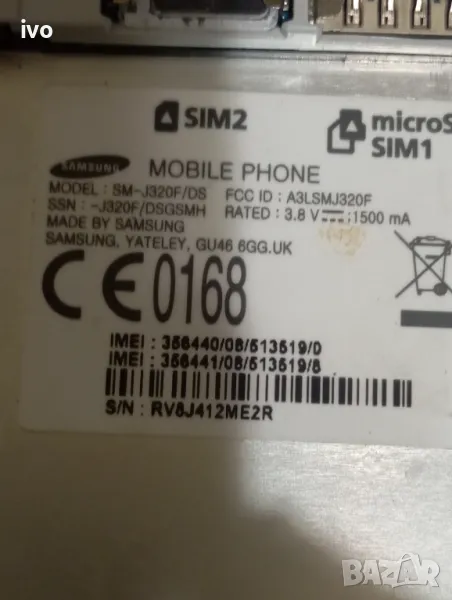 ivo
SIM2
microS
SIM1
SAMSUNG
MOBILE PHONE
MODEL : SM-J320F/DS FCC ID : A3LSMJ320F
SSN : -J320F/DSGSMH RATED : 3.8 V ; 1500 mA
MADE BY SAMSUNG
SAMSUNG, YATELEY, GU46 6GG.UK
CE0168
IMEI : 356440/08/513519/0
IMEI : 356441/08/513519/8
S/N : RV8J412ME2R
BAZAR